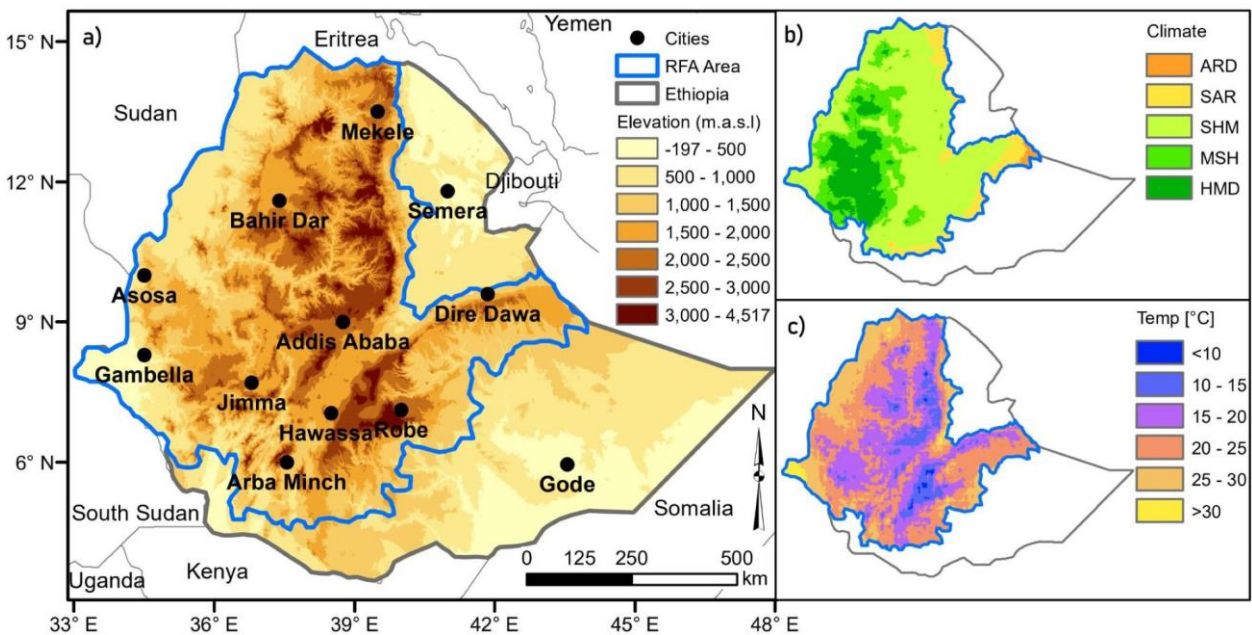 a)
15° N
12° N
9° N
6° N
33° E
36° E
39° E
42° E
45° E
48° E
Yemen
Eritrea
Sudan
Djibouti
South Sudan
Uganda
Kenya
Somalia
Mekele
Semera
Bahir Dar
Asosa
Dire Dawa
Addis Ababa
Gambella
Jimma
Hawassa
Robe
Arba Minch
Gode
Cities
RFA Area
Ethiopia
Elevation (m.a.s.l)
-197 - 500
500 - 1,000
1,000 - 1,500
1,500 - 2,000
2,000 - 2,500
2,500 - 3,000
3,000 - 4,517
N
0 125 250 500
km
b)
Climate
ARD
SAR
SHM
MSH
HMD
c)
Temp [°C]
<10
10 - 15
15 - 20
20 - 25
25 - 30
>30